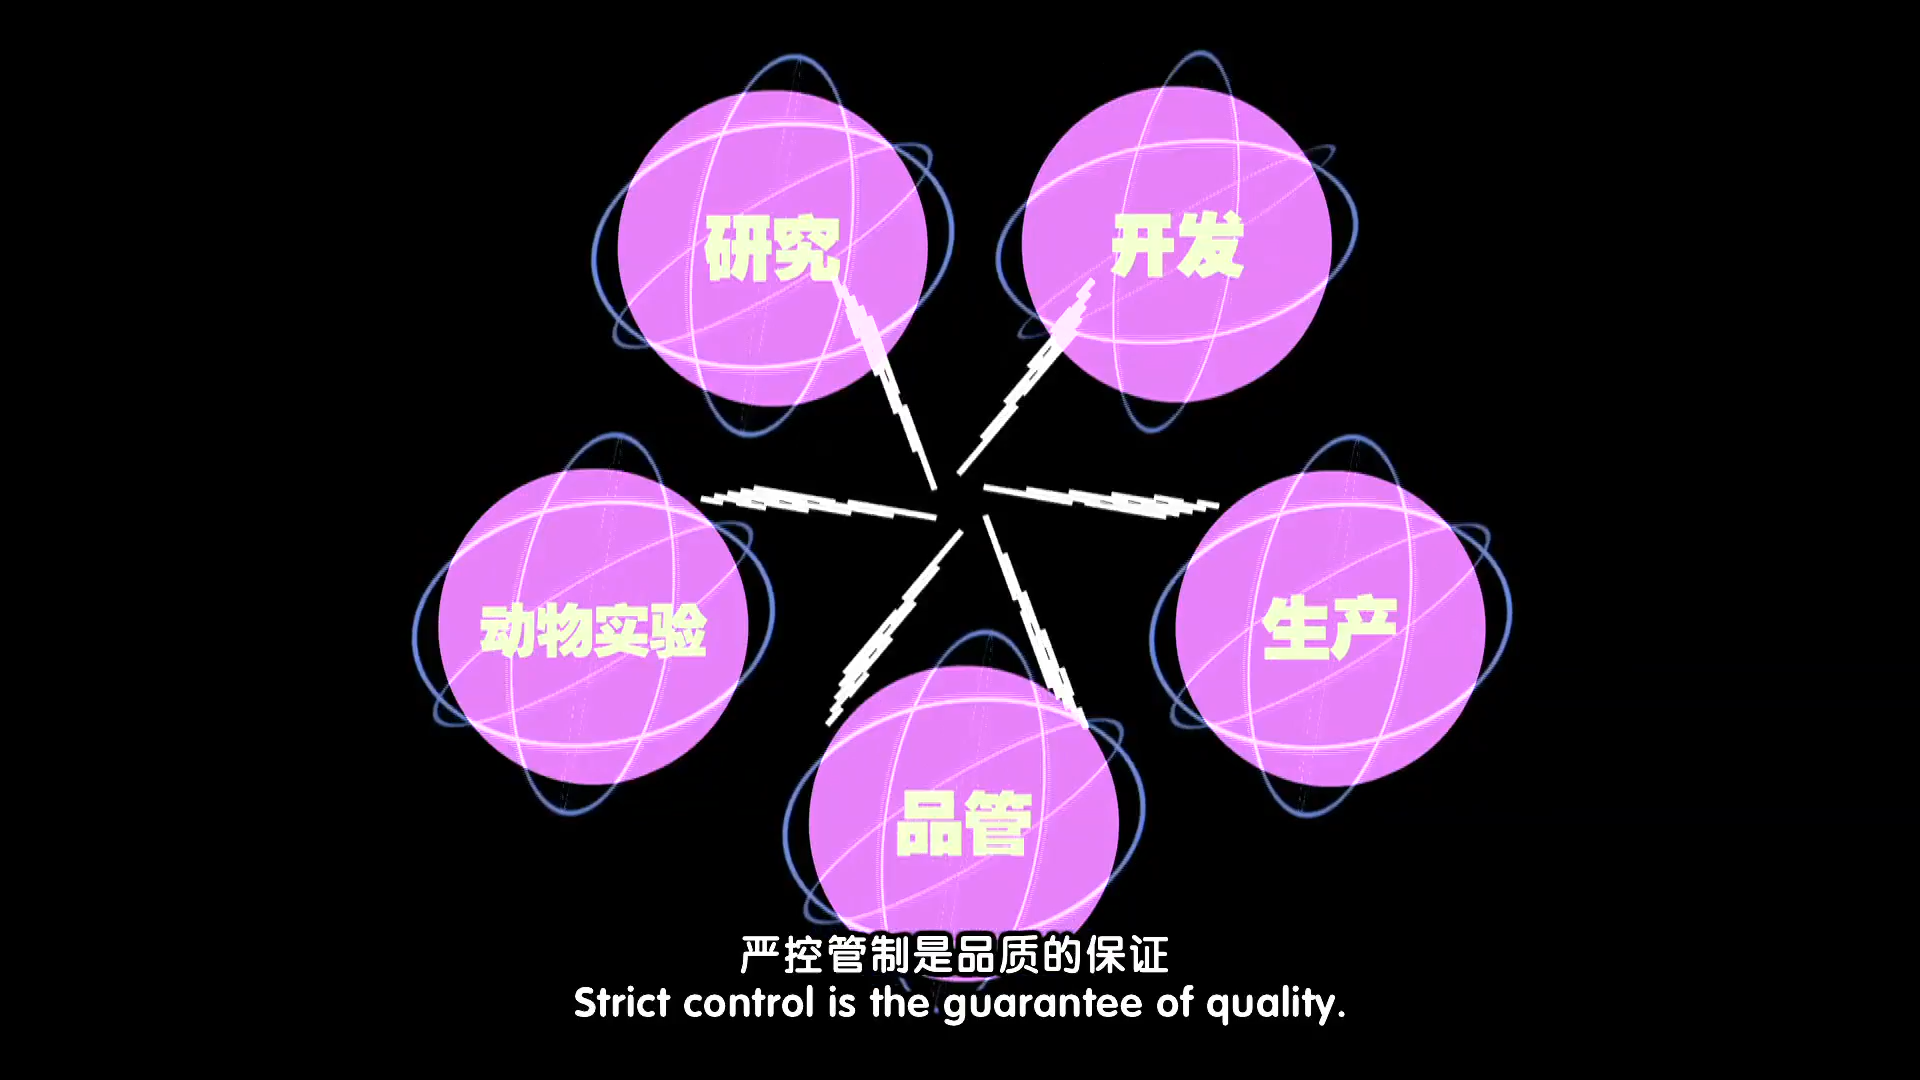 研究
开发
动物实验
生产
品管
严控管制是品质的保证
Strict control is the guarantee of quality.